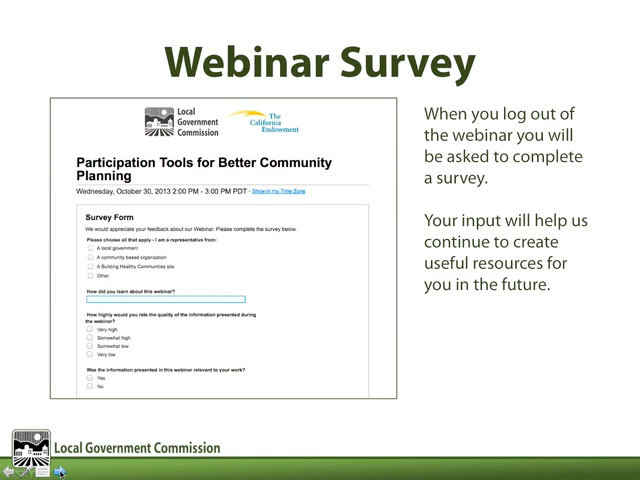 Webinar Survey
Local
Government
Commission
The
California
Endowment
Participation Tools for Better Community
Planning
Wednesday, October 30, 2013 2:00 PM - 3:00 PM PDT - Show in my Time Zone
Survey Form
We would appreciate your feedback about our Webinar. Please complete the survey below.
Please choose all that apply - I am a representative from:
A local government
A community based organization
A Building Healthy Communities site
Other
How did you learn about this webinar?
How highly would you rate the quality of the information presented during
the webinar?
Very high
Somewhat high
Somewhat low
Very low
Was the information presented in this webinar relevant to your work?
Yes
No
When you log out of
the webinar you will
be asked to complete
a survey.
Your input will help us
continue to create
useful resources for
you in the future.
Local Government Commission